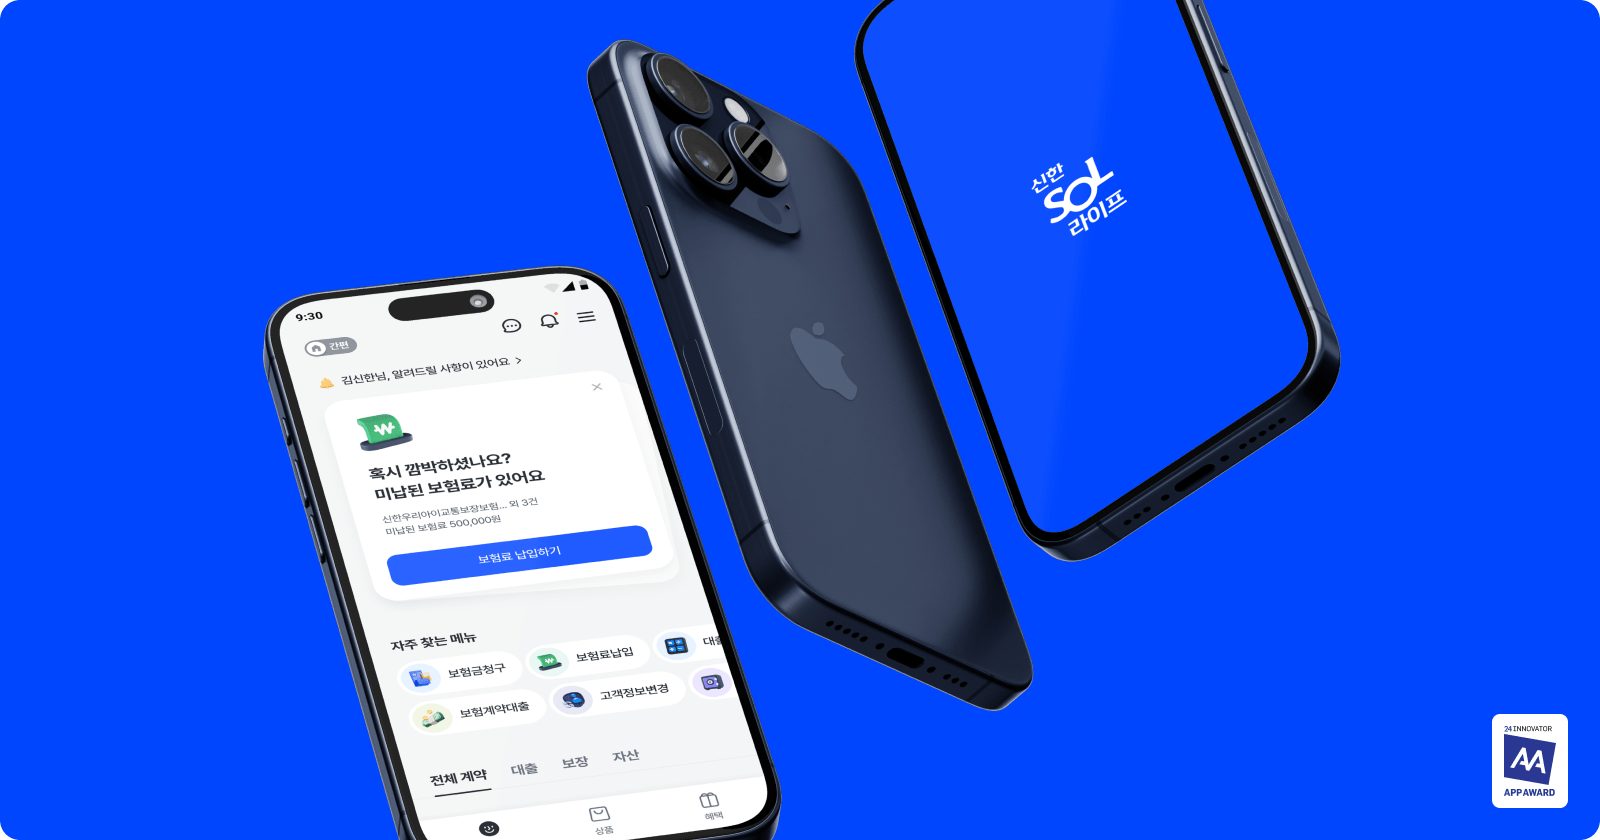 9:30
간편
김신한님, 알려드릴 사항이 있어요 >
₩
혹시 깜박하셨나요?
미납된 보험료가 있어요
신한우리아이교통보장보험... 외 3건
미납된 보험료 500,000원
보험료 납입하기
자주 찾는 메뉴
보험금청구
보험료납입
대출
보험계약대출
고객정보변경
전체 계약
대출
보장
자산
상품
혜택
신한
SOL
라이프
24 INNOVATOR
AA
APP AWARD